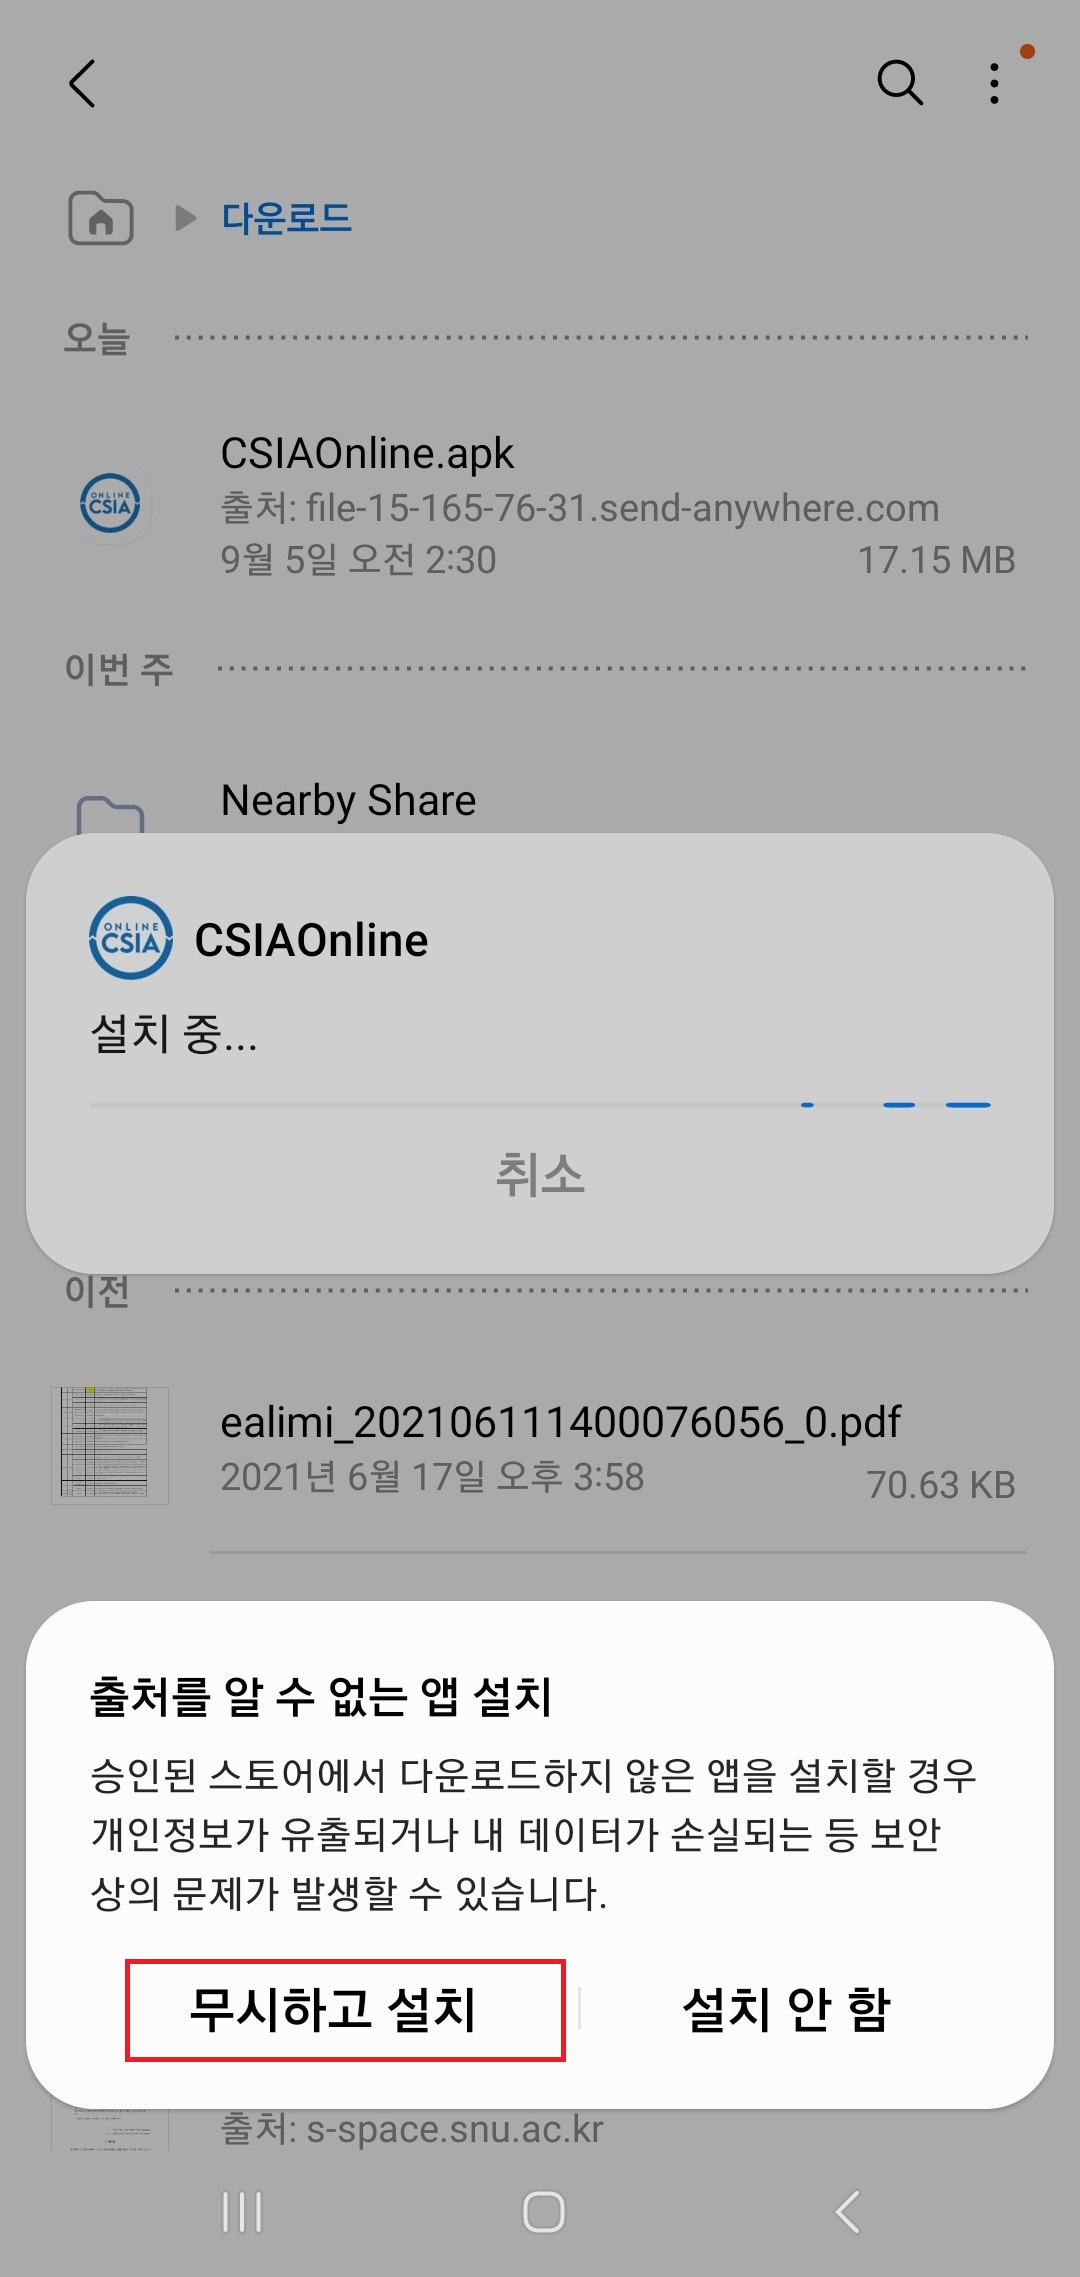 다운로드
오늘
CSIAOnline.apk
ONLINE
CSIA
출처: file-15-165-76-31.send-anywhere.com
9월 5일 오전 2:30 17.15 MB
이번 주
Nearby Share
ONLINE
CSIA
CSIAOnline
설치 중...
취소
이전
ealimi_202106111400076056_0.pdf
2021년 6월 17일 오후 3:58 70.63 KB
출처를 알 수 없는 앱 설치
승인된 스토어에서 다운로드하지 않은 앱을 설치할 경우
개인정보가 유출되거나 내 데이터가 손실되는 등 보안
상의 문제가 발생할 수 있습니다.
무시하고 설치 설치 안 함
출처: s-space.snu.ac.kr